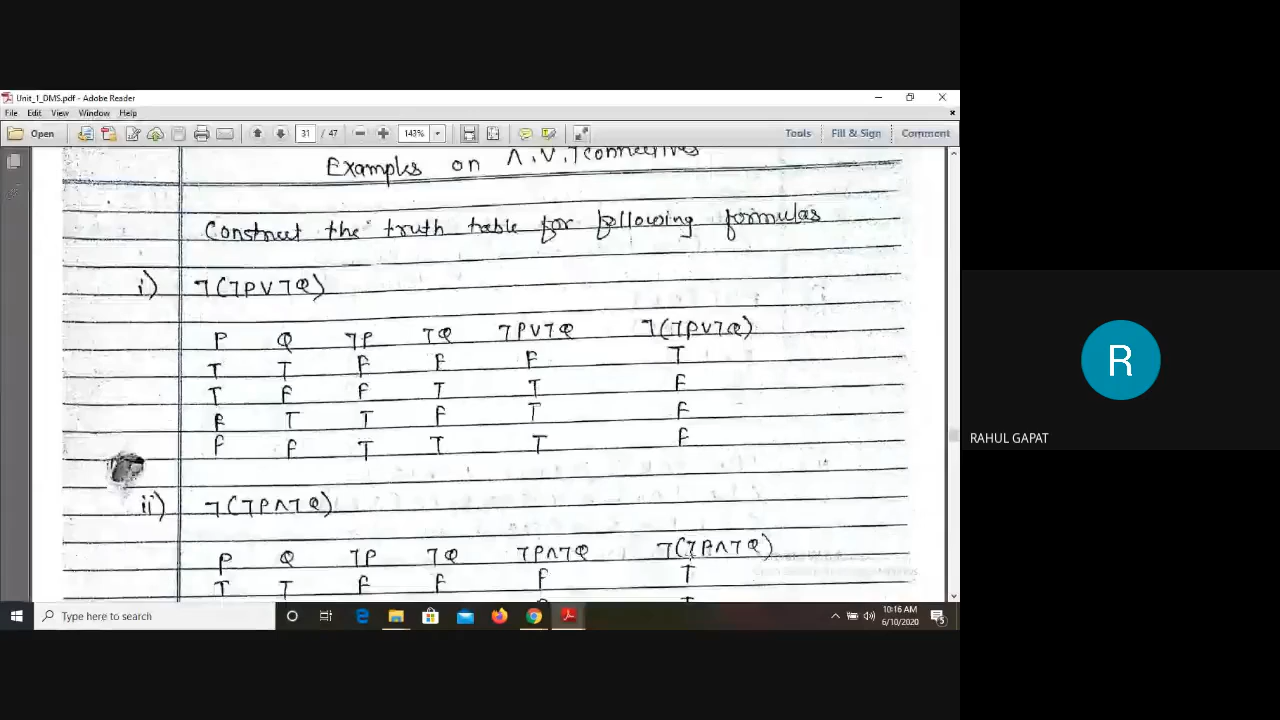 Unit_1_DMS.pdf - Adobe Reader
File Edit View Window Help
Open 31 / 47 143% Tools Fill & Sign Comment
Examples on ∧, ∨, ¬ connectives
Construct the truth table for following formulas
i) ¬(¬P∨¬Q)
P Q ¬P ¬Q ¬P∨¬Q ¬(¬P∨¬Q)
T T F F F T
T F F T T F
F T T F T F
F F T T T F
ii) ¬(¬P∧¬Q)
P Q ¬P ¬Q ¬P∧¬Q ¬(¬P∧¬Q)
T T F F F T
R
RAHUL GAPAT
Type here to search
10:16 AM
6/10/2020
5